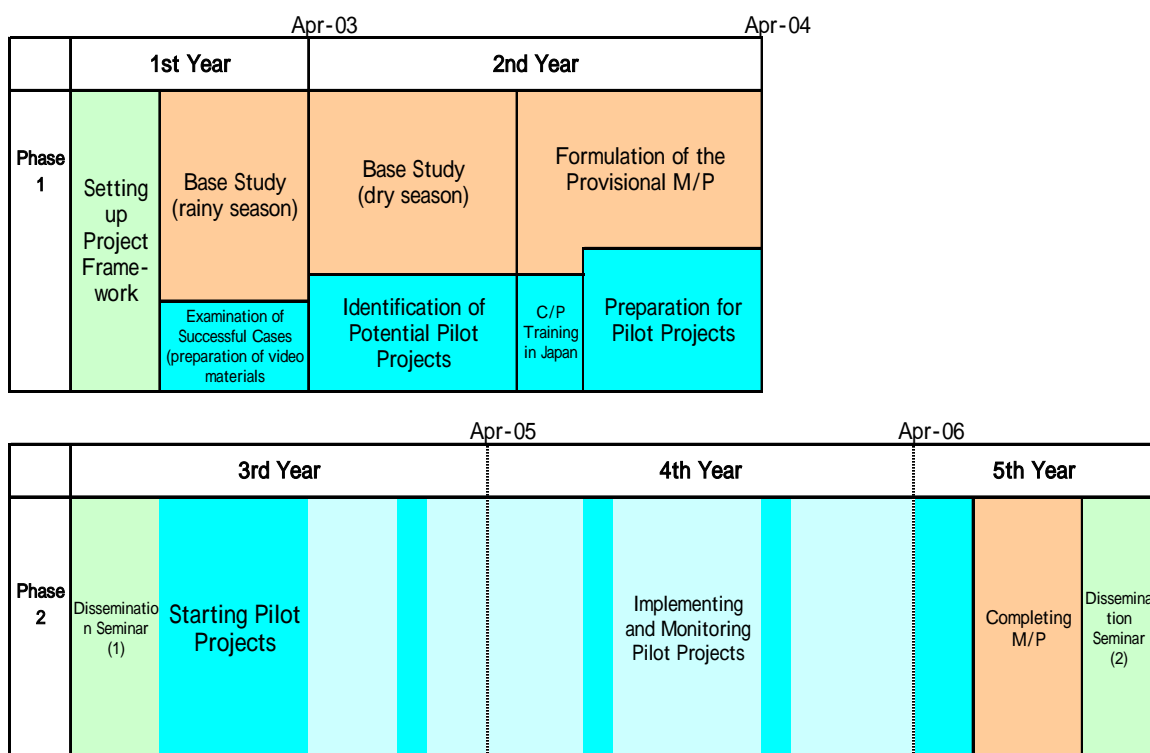 Apr-03
Apr-04
1st Year
2nd Year
Phase
1
Setting
up
Project
Frame-
work
Base Study
(rainy season)
Base Study
(dry season)
Formulation of the
Provisional M/P
Examination of
Successful Cases
(preparation of video
materials
Identification of
Potential Pilot
Projects
C/P
Training
in Japan
Preparation for
Pilot Projects
Apr-05
Apr-06
3rd Year
4th Year
5th Year
Phase
2
Disseminatio
n Seminar
(1)
Starting Pilot
Projects
Implementing
and Monitoring
Pilot Projects
Completing
M/P
Dissemina
tion
Seminar
(2)